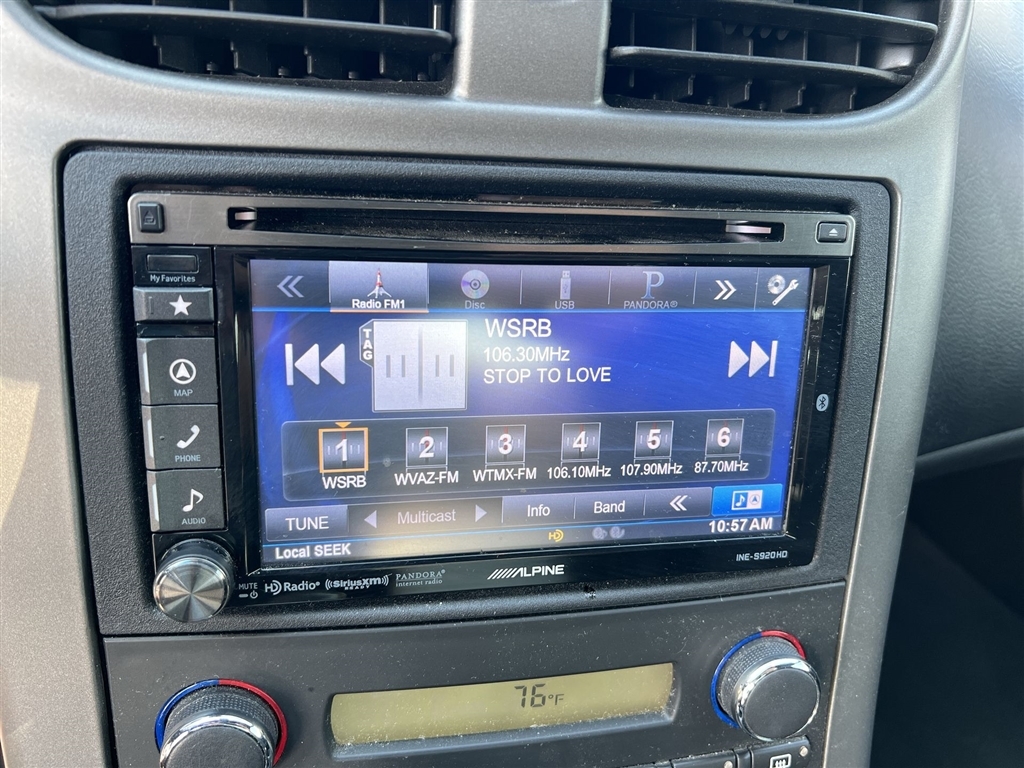 My Favorites
MAP
PHONE
AUDIO
Radio FM1 Disc USB PANDORA®
TAG
WSRB
106.30MHz
STOP TO LOVE
1 2 3 4 5 6
WSRB WVAZ-FM WTMX-FM 106.10MHz 107.90MHz 87.70MHz
TUNE Multicast Info Band
HD 10:57 AM
Local SEEK
MUTE HD Radio® ((SiriusXM)) READY PANDORA® internet radio ALPINE INE-S920HD
76°F